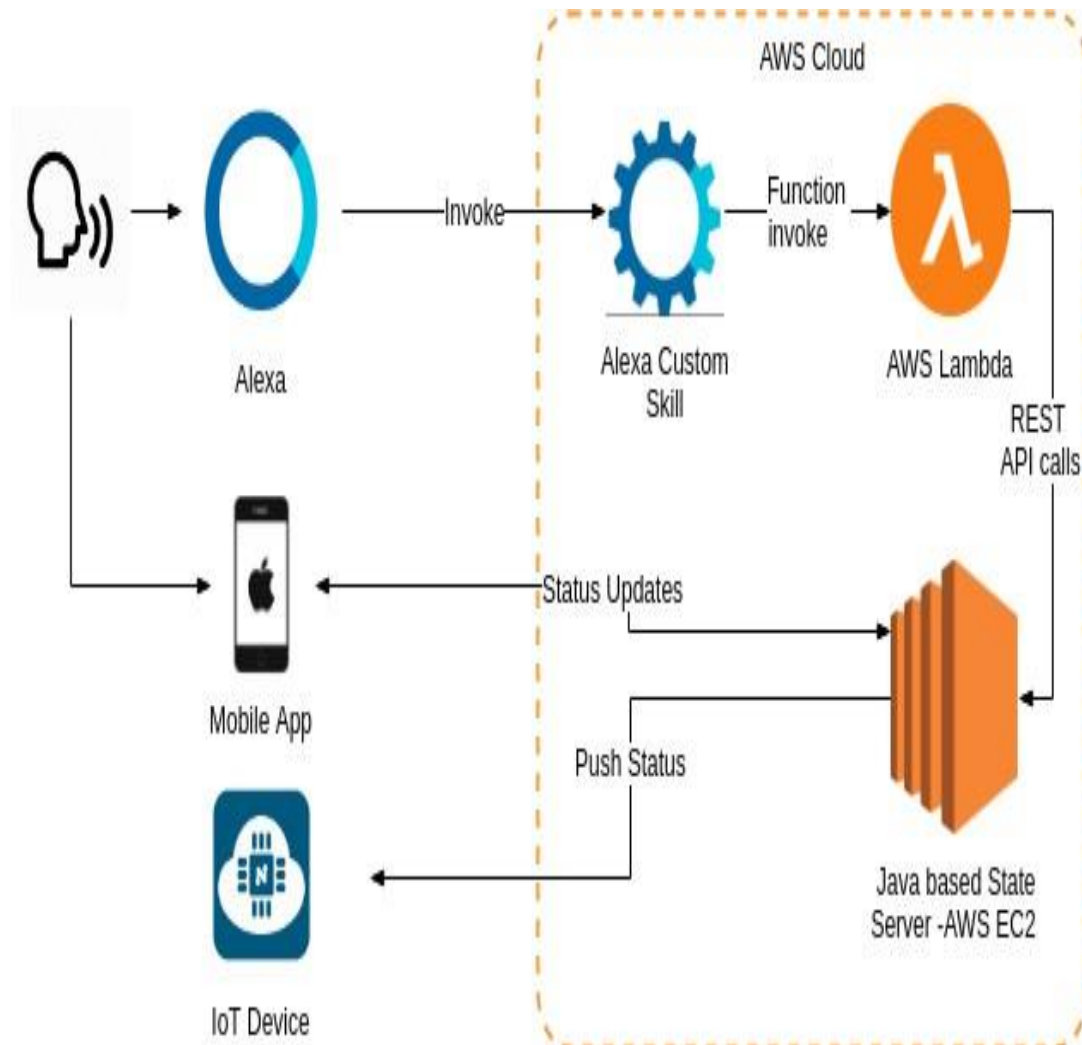 AWS Cloud
Invoke
Function
invoke
Alexa
Alexa Custom
Skill
AWS Lambda
REST
API calls
Status Updates
Mobile App
Push Status
Java based State
Server -AWS EC2
IoT Device